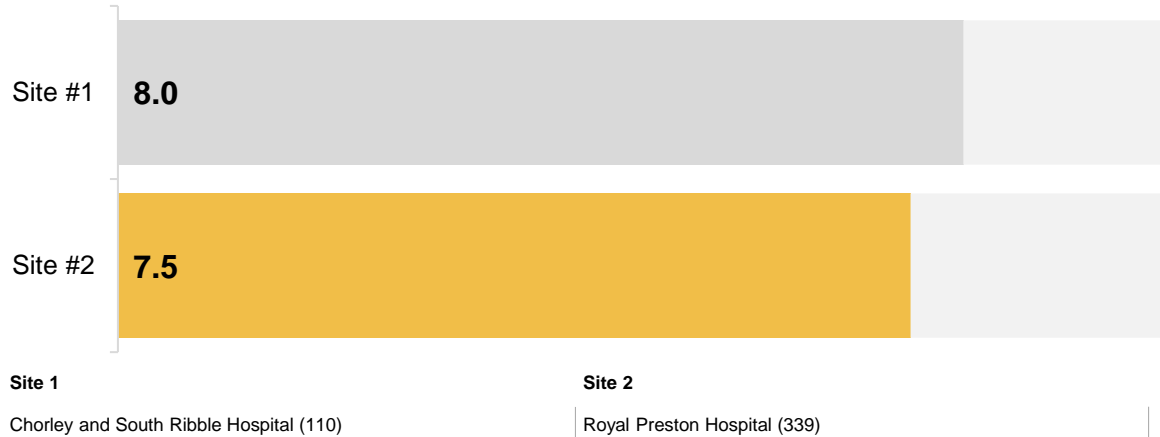 Site #1 8.0
Site #2 7.5
Site 1 Site 2
Chorley and South Ribble Hospital (110) Royal Preston Hospital (339)